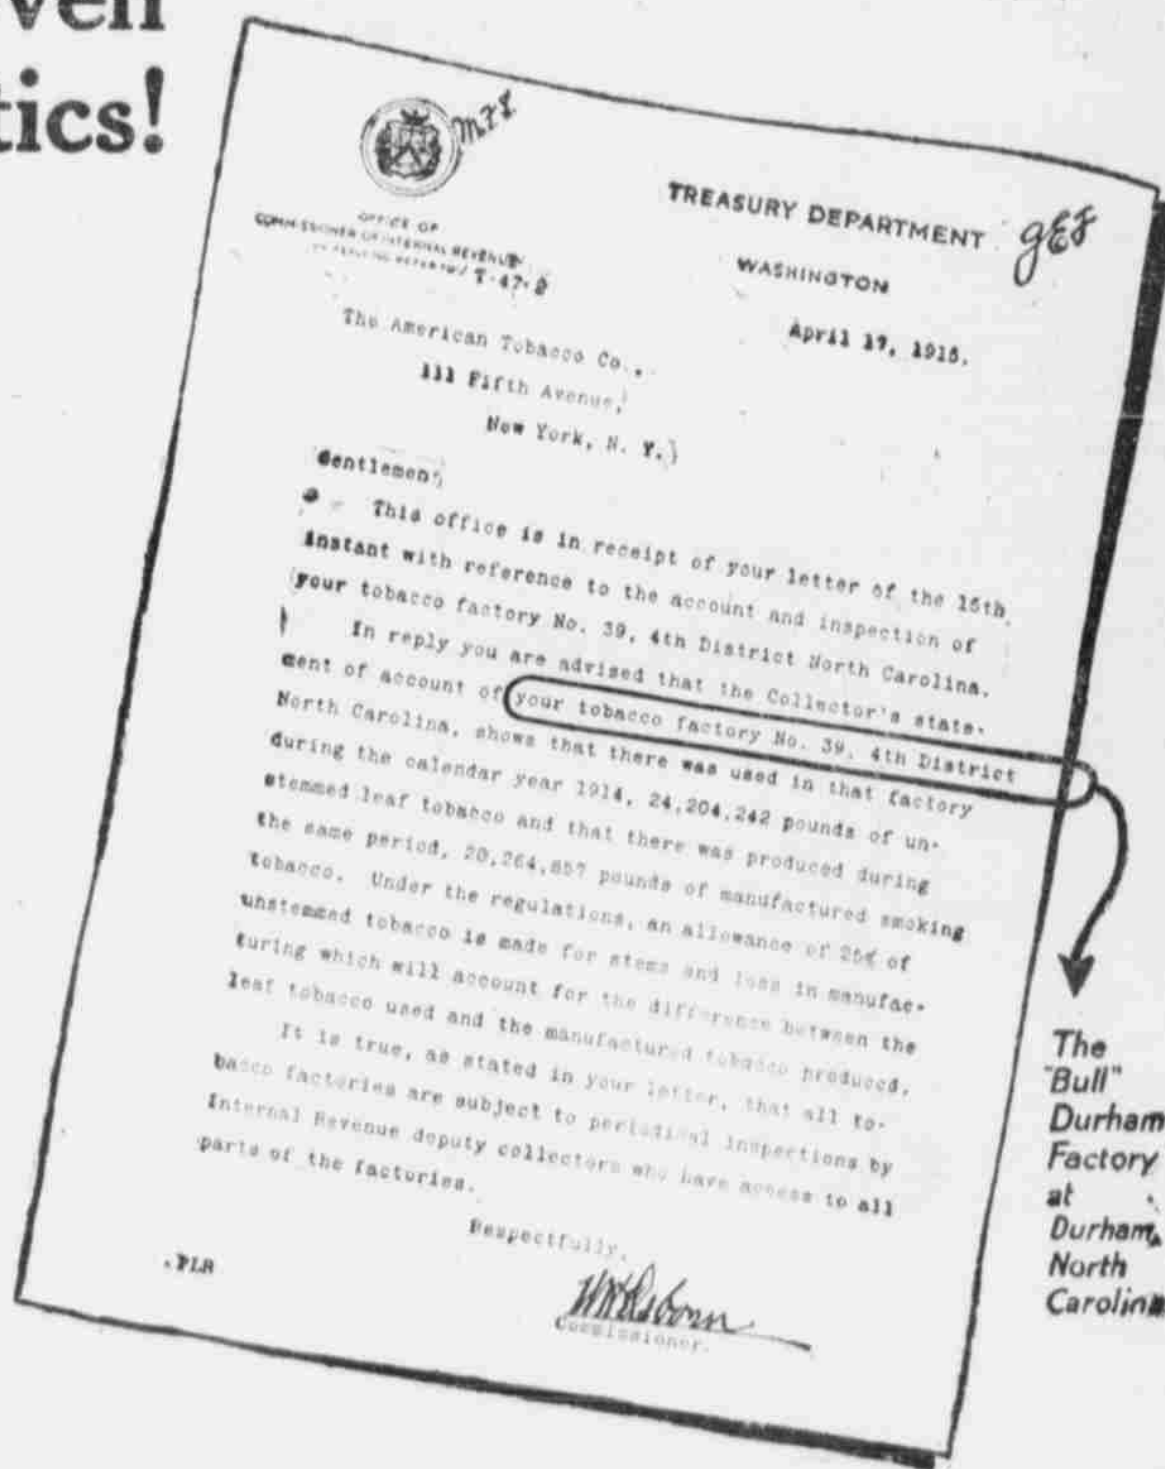 tics!
M.F.S.
OFFICE OF
COMMISSIONER OF INTERNAL REVENUE
T-47-2
TREASURY DEPARTMENT
WASHINGTON
gEF
April 17, 1915.
The American Tobacco Co.,
111 Fifth Avenue,
New York, N. Y.
Gentlemen:
This office is in receipt of your letter of the 15th
instant with reference to the account and inspection of
your tobacco factory No. 39, 4th District North Carolina.
In reply you are advised that the Collector's state-
ment of account of your tobacco factory No. 39, 4th District
North Carolina, shows that there was used in that factory
during the calendar year 1914, 24,204,242 pounds of un-
stemmed leaf tobacco and that there was produced during
the same period, 20,264,857 pounds of manufactured smoking
tobacco. Under the regulations, an allowance of 25% of
unstemmed tobacco is made for stems and loss in manufac-
turing which will account for the difference between the
leaf tobacco used and the manufactured tobacco produced.
It is true, as stated in your letter, that all to-
bacco factories are subject to periodical inspections by
Internal Revenue deputy collectors who have access to all
parts of the factories.
Respectfully,
Commissioner.
PLR
The
"Bull"
Durham
Factory
at
Durham,
North
Carolina